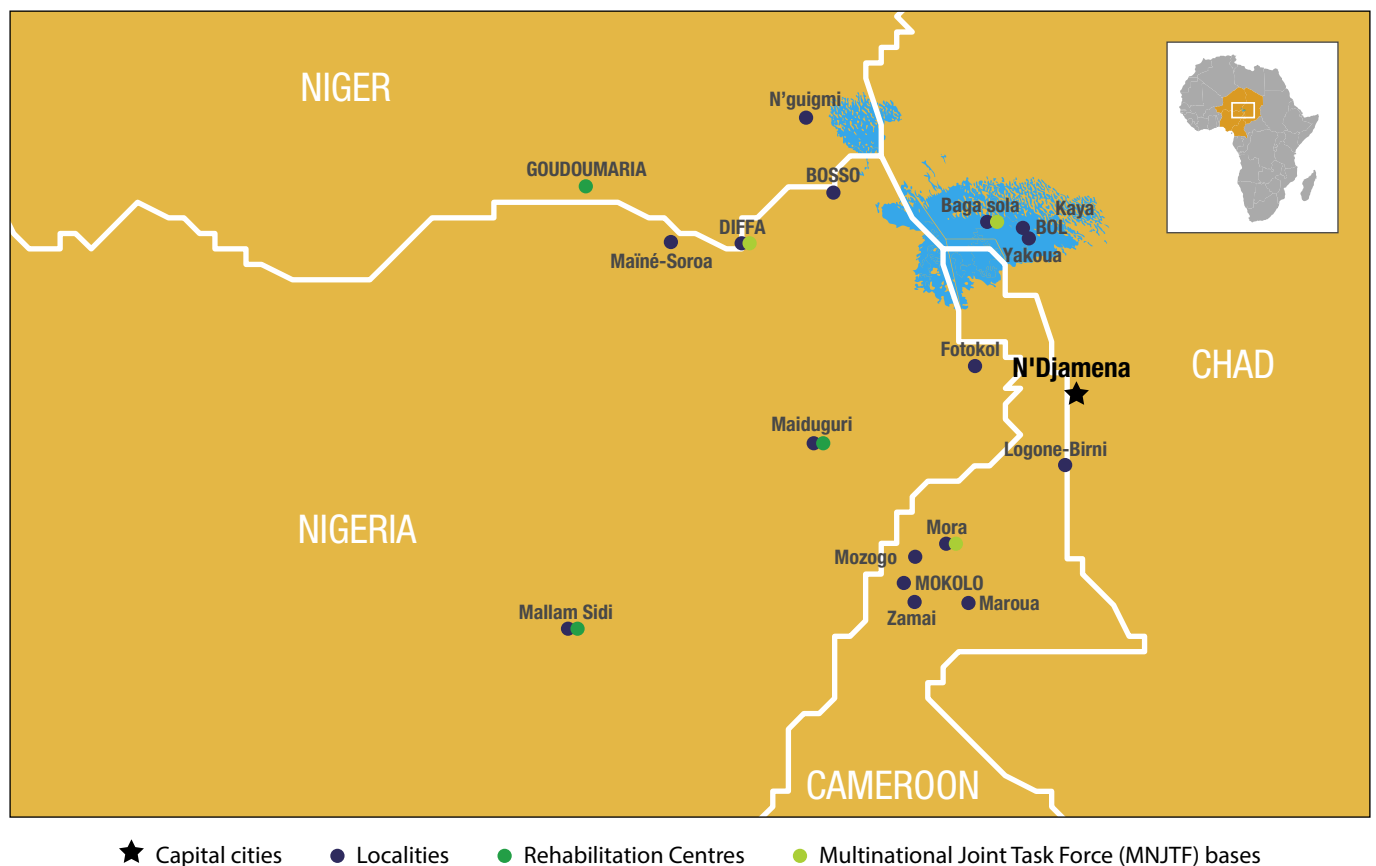 NIGER
N'guigmi
GOUDOUMARIA
BOSSO
Baga sola
Kaya
BOL
Yakoua
DIFFA
Maïné-Soroa
Fotokol
N'Djamena
CHAD
Maiduguri
Logone-Birni
NIGERIA
Mora
Mozogo
MOKOLO
Mallam Sidi
Zamai
Maroua
CAMEROON
Capital cities
Localities
Rehabilitation Centres
Multinational Joint Task Force (MNJTF) bases